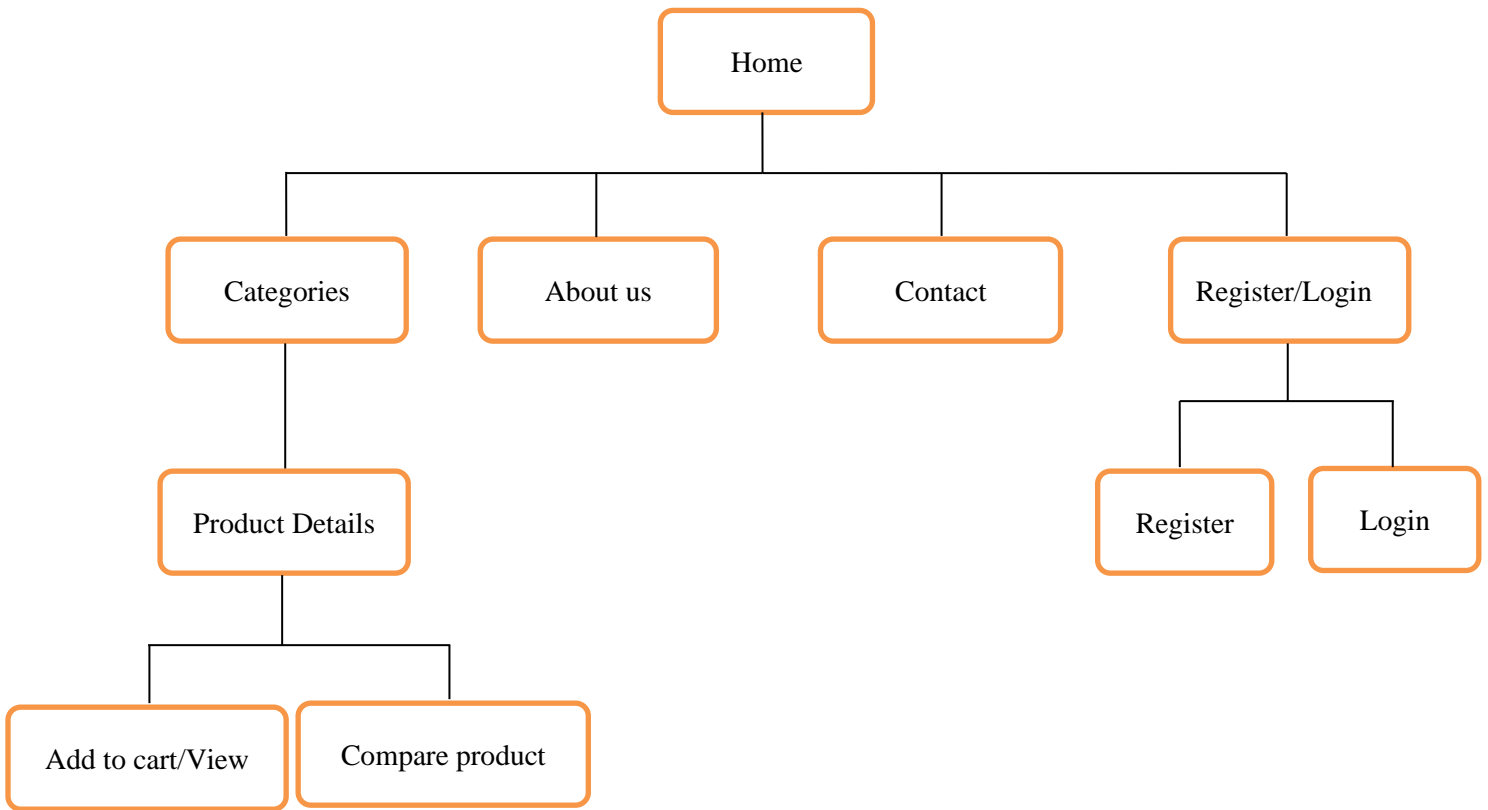 Home
Categories
About us
Contact
Register/Login
Product Details
Register
Login
Add to cart/View
Compare product